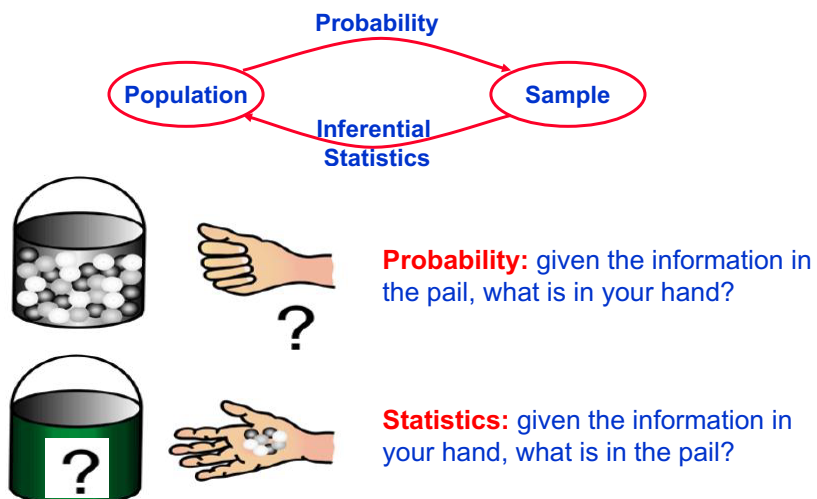 Probability
Population
Sample
Inferential
Statistics
Probability: given the information in
the pail, what is in your hand?
?
Statistics: given the information in
your hand, what is in the pail?
?